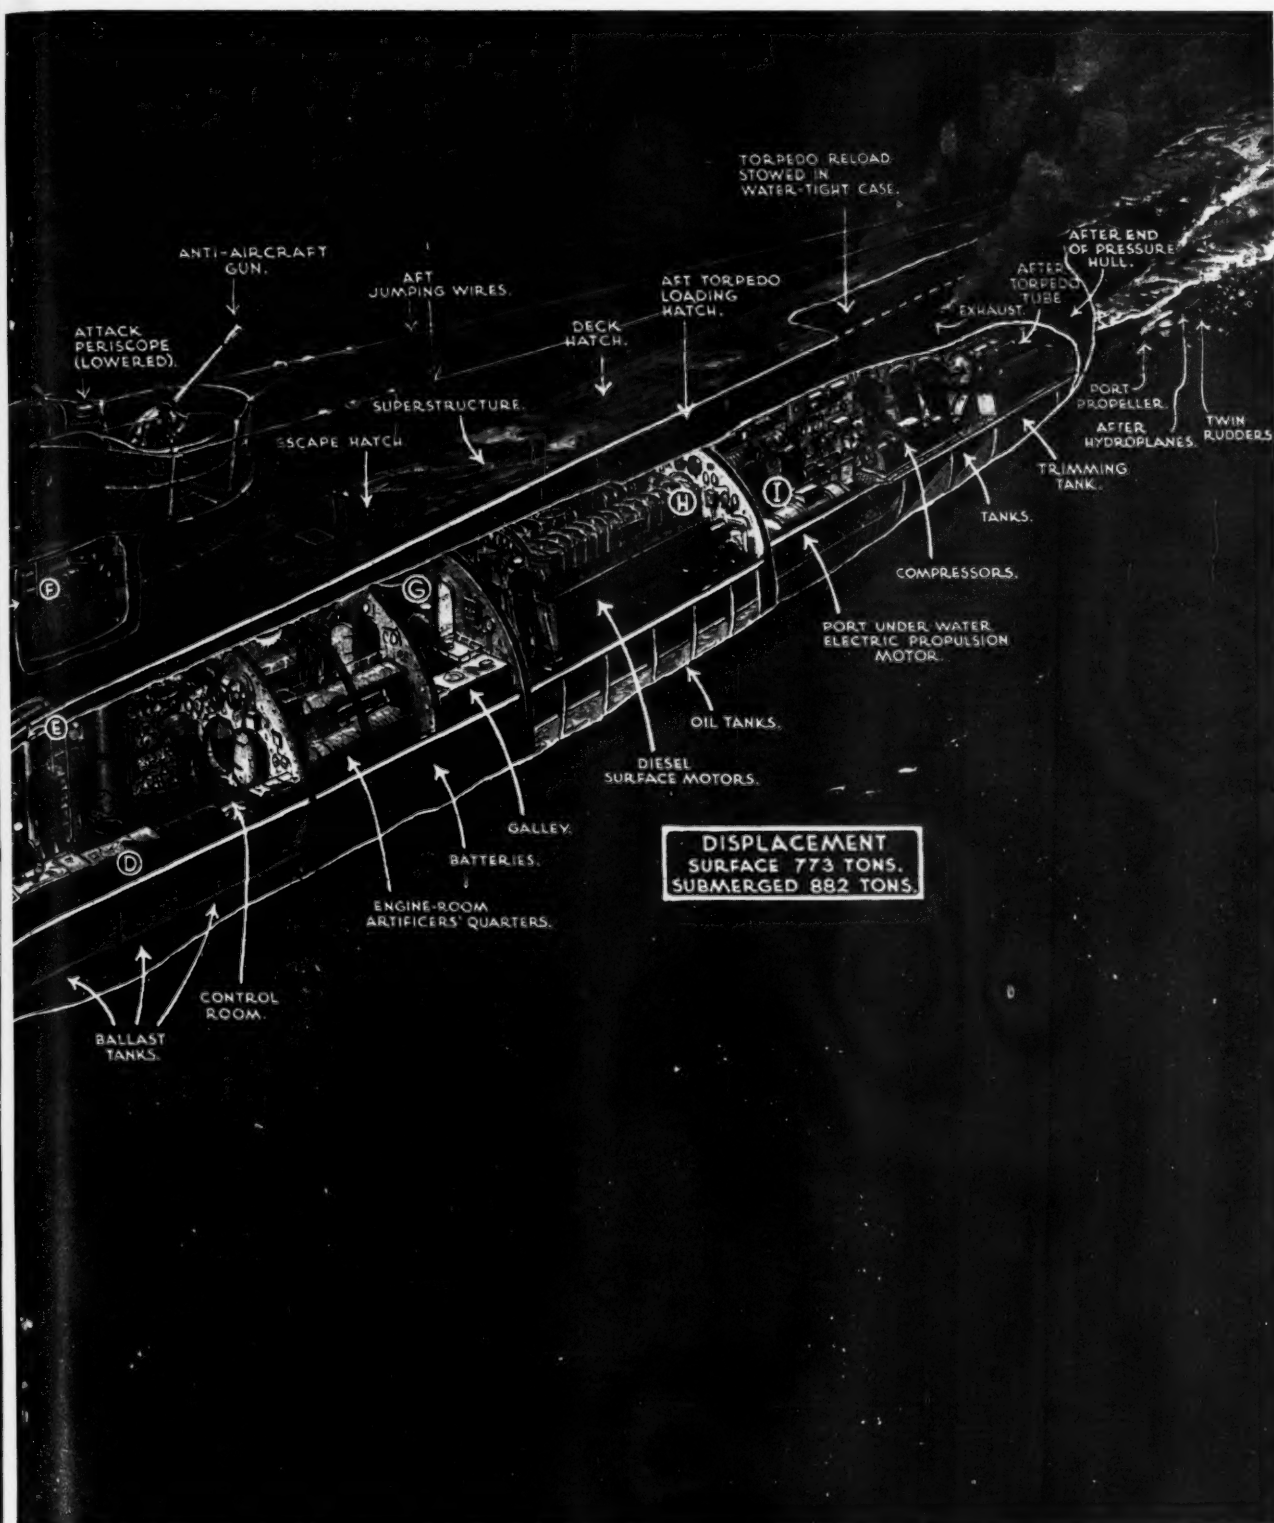 TORPEDO RELOAD
STOWED IN
WATER-TIGHT CASE.
ANTI-AIRCRAFT
GUN.
AFT
JUMPING WIRES.
AFT TORPEDO
LOADING
HATCH.
AFTER END
OF PRESSURE
HULL.
AFTER
TORPEDO
TUBE
EXHAUST.
ATTACK
PERISCOPE
(LOWERED).
DECK
HATCH.
SUPERSTRUCTURE.
ESCAPE HATCH
PORT
PROPELLER.
AFTER
HYDROPLANES.
TWIN
RUDDERS
TRIMMING
TANK.
TANKS.
COMPRESSORS.
H
I
F
G
PORT UNDER WATER
ELECTRIC PROPULSION
MOTOR.
E
OIL TANKS.
DIESEL
SURFACE MOTORS.
GALLEY.
BATTERIES.
D
ENGINE-ROOM
ARTIFICERS' QUARTERS.
DISPLACEMENT
SURFACE 773 TONS.
SUBMERGED 882 TONS.
CONTROL
ROOM.
BALLAST
TANKS.